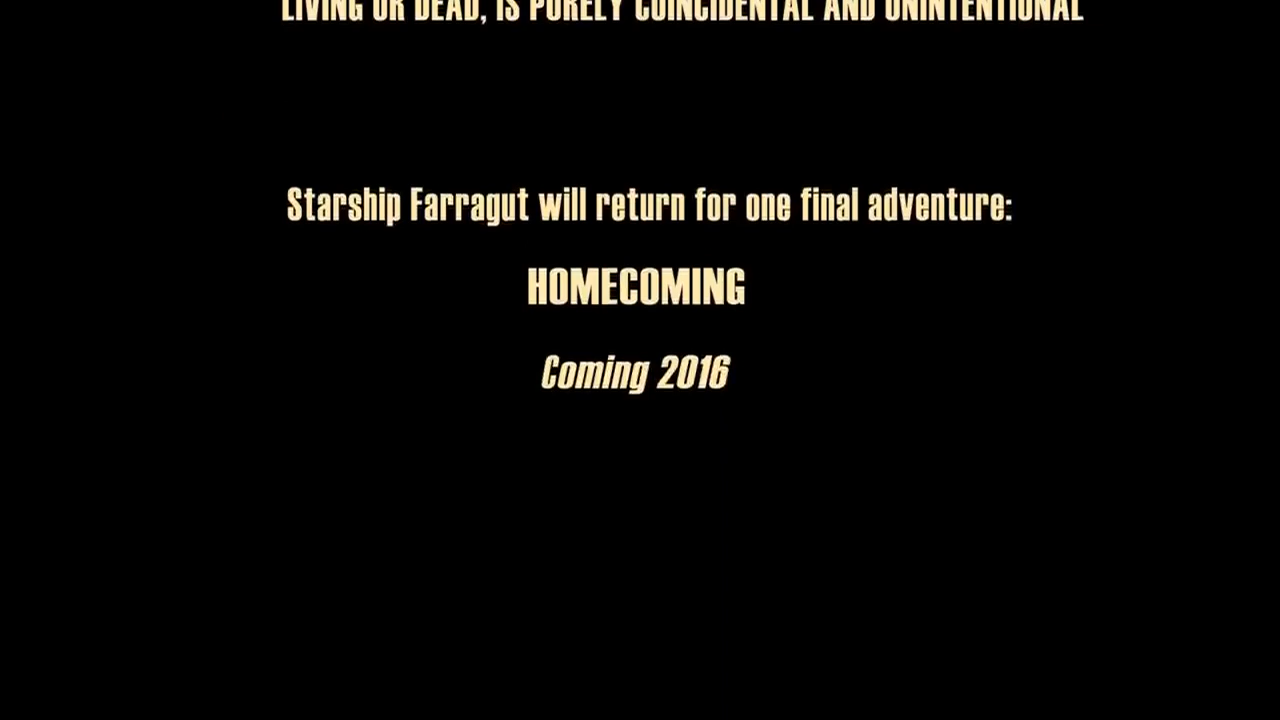 LIVING OR DEAD, IS PURELY COINCIDENTAL AND UNINTENTIONAL
Starship Farragut will return for one final adventure:
HOMECOMING
Coming 2016